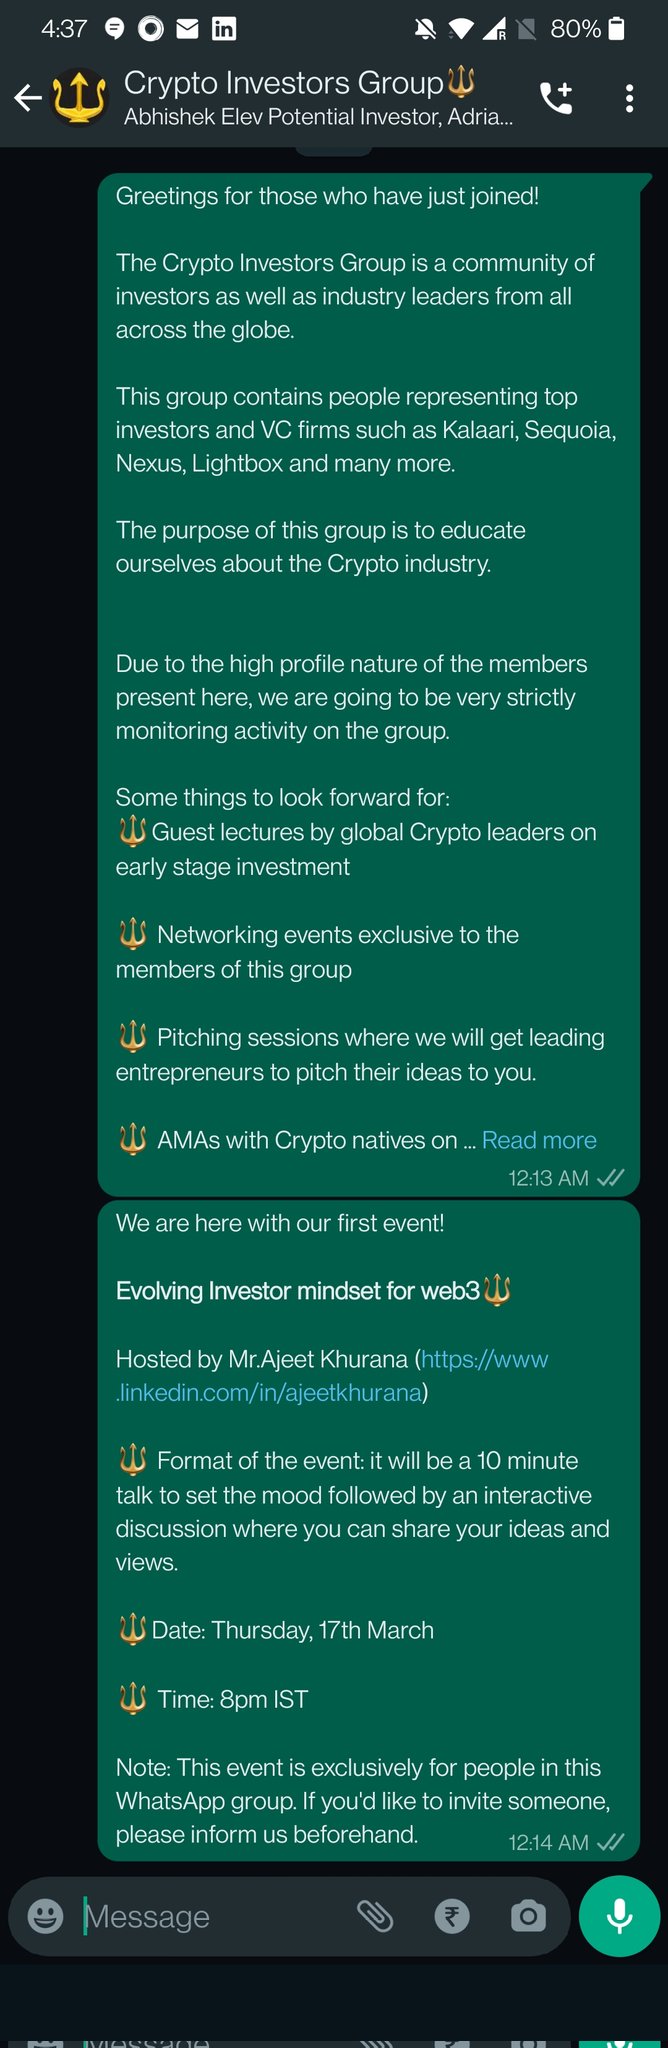 4:37
80%
Crypto Investors Group🔱
Abhishek Elev Potential Investor, Adria...
Greetings for those who have just joined!
The Crypto Investors Group is a community of
investors as well as industry leaders from all
across the globe.
This group contains people representing top
investors and VC firms such as Kalaari, Sequoia,
Nexus, Lightbox and many more.
The purpose of this group is to educate
ourselves about the Crypto industry.
Due to the high profile nature of the members
present here, we are going to be very strictly
monitoring activity on the group.
Some things to look forward for:
🔱Guest lectures by global Crypto leaders on
early stage investment
🔱 Networking events exclusive to the
members of this group
🔱 Pitching sessions where we will get leading
entrepreneurs to pitch their ideas to you.
🔱 AMAs with Crypto natives on ... Read more
12:13 AM
We are here with our first event!
Evolving Investor mindset for web3🔱
Hosted by Mr.Ajeet Khurana (https://www
.linkedin.com/in/ajeetkhurana)
🔱 Format of the event: it will be a 10 minute
talk to set the mood followed by an interactive
discussion where you can share your ideas and
views.
🔱Date: Thursday, 17th March
🔱 Time: 8pm IST
Note: This event is exclusively for people in this
WhatsApp group. If you'd like to invite someone,
please inform us beforehand.
12:14 AM
Message
Message